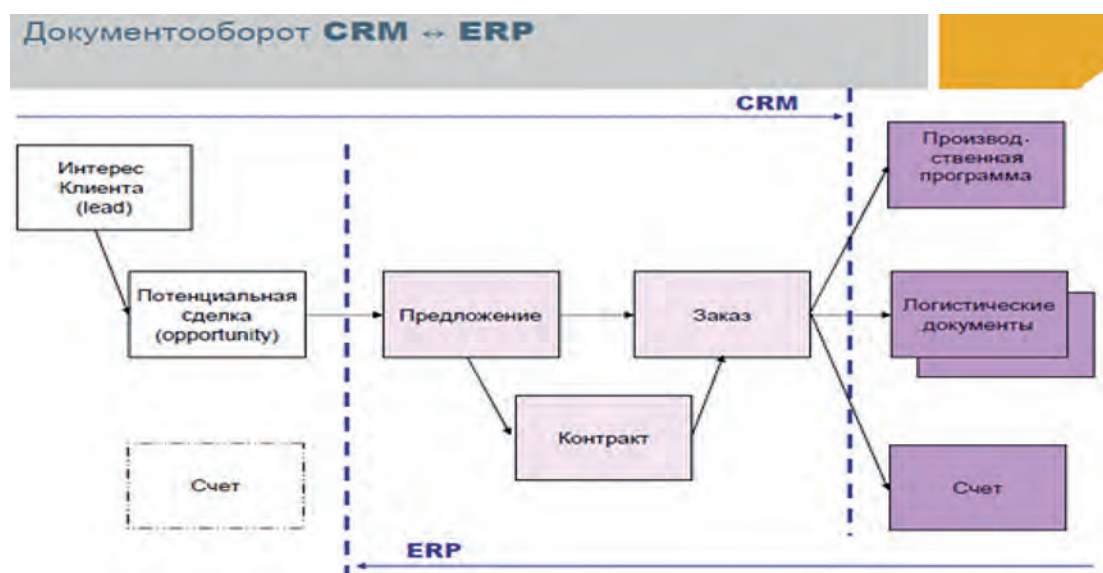 Документооборот CRM ↔ ERP
CRM
Интерес
Клиента
(lead)
Производ-
ственная
программа
Потенциальная
сделка
(opportunity)
Предложение
Заказ
Логистические
документы
Контракт
Счет
Счет
ERP